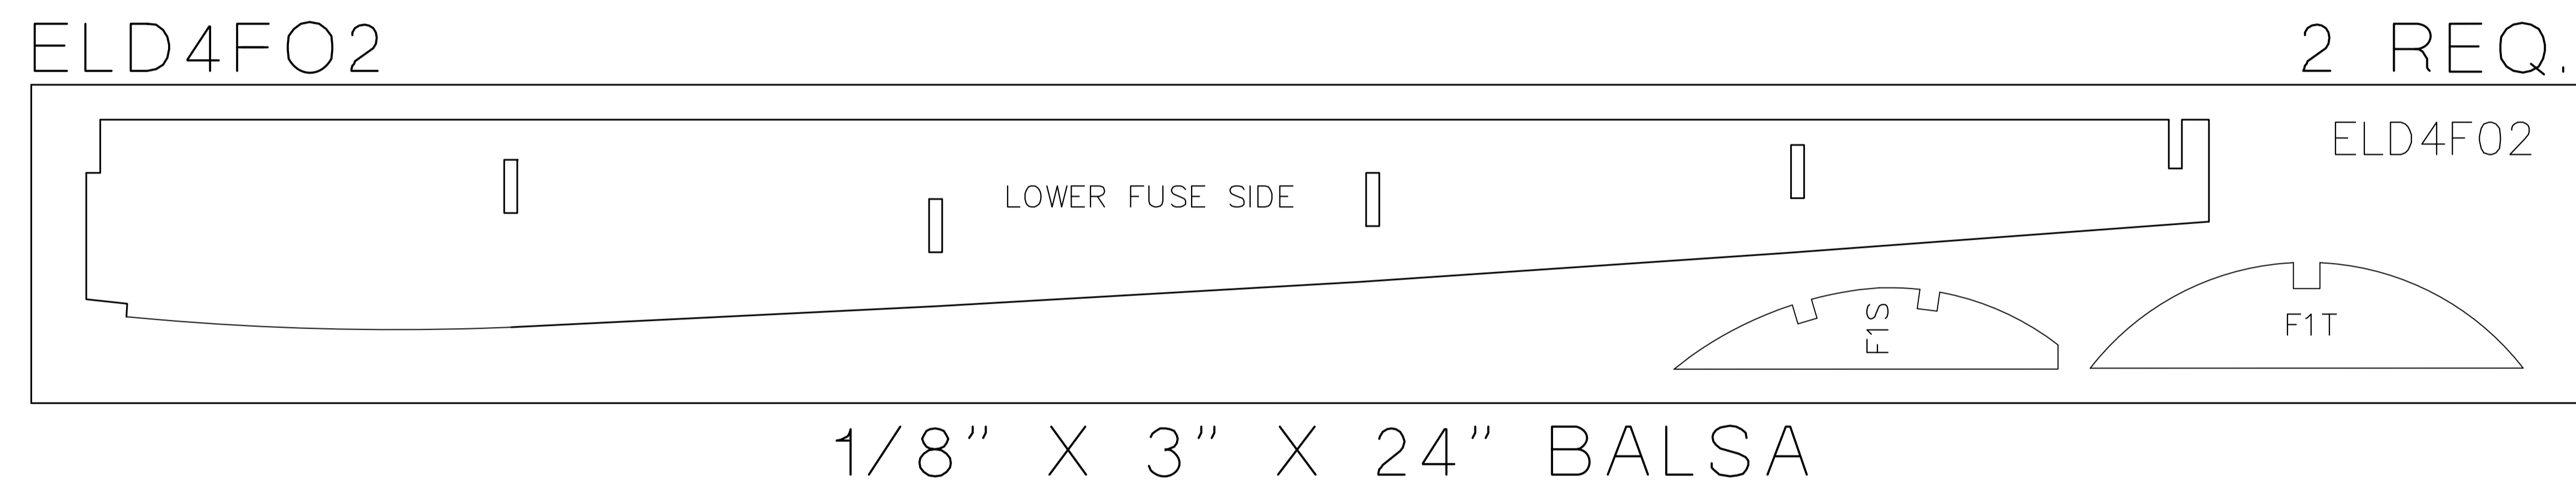 ELD4F02
2 REQ.
ELD4F02
LOWER FUSE SIDE
F1S
F1T
1/8” X 3” X 24” BALSA